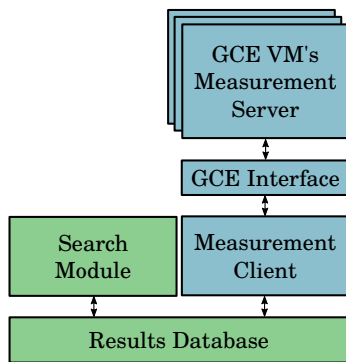 GCE VM's
Measurement
Server
GCE Interface
Search
Module
Measurement
Client
Results Database